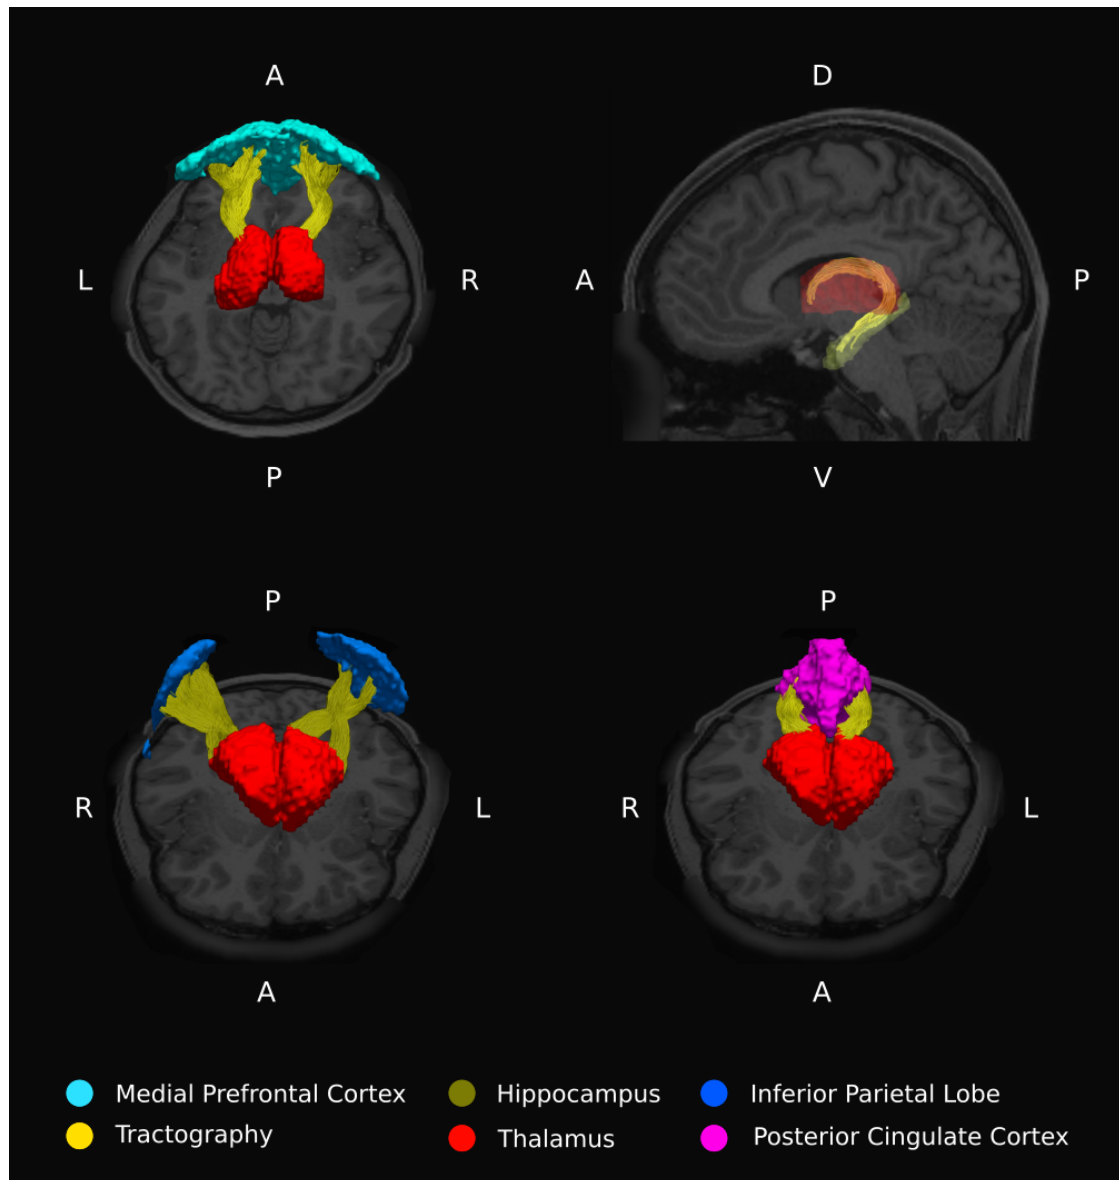 A
D
L
R
A
P
P
V
P
P
R
L
R
L
A
A
Medial Prefrontal Cortex
Hippocampus
Inferior Parietal Lobe
Tractography
Thalamus
Posterior Cingulate Cortex